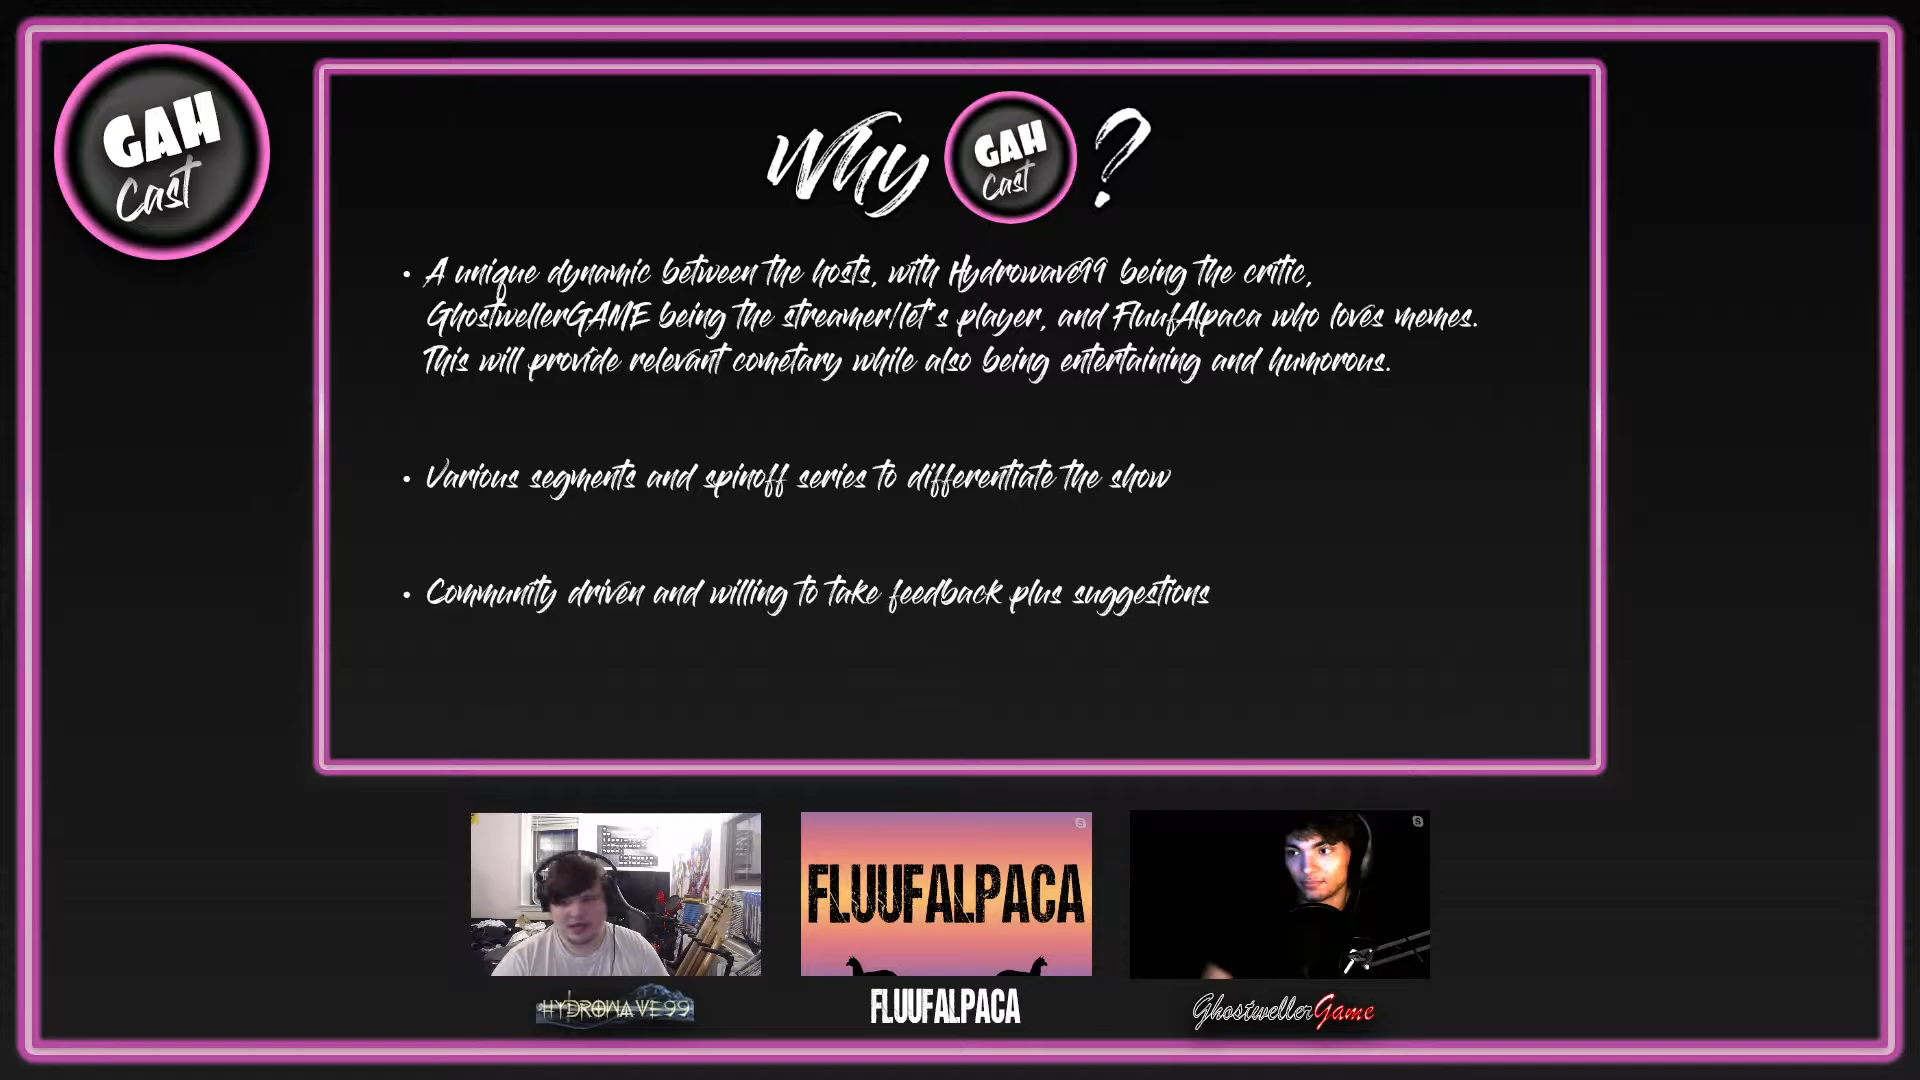 GAH
Cast
Why GAH Cast ?
• A unique dynamic between the hosts, with Hydrowave99 being the critic,
GhostwellerGAME being the streamer/let's player, and FluufAlpaca who loves memes.
This will provide relevant cometary while also being entertaining and humorous.
• Various segments and spinoff series to differentiate the show
• Community driven and willing to take feedback plus suggestions
FLUUFALPACA
HYDROWAVE99
FLUUFALPACA
GhostwellerGame